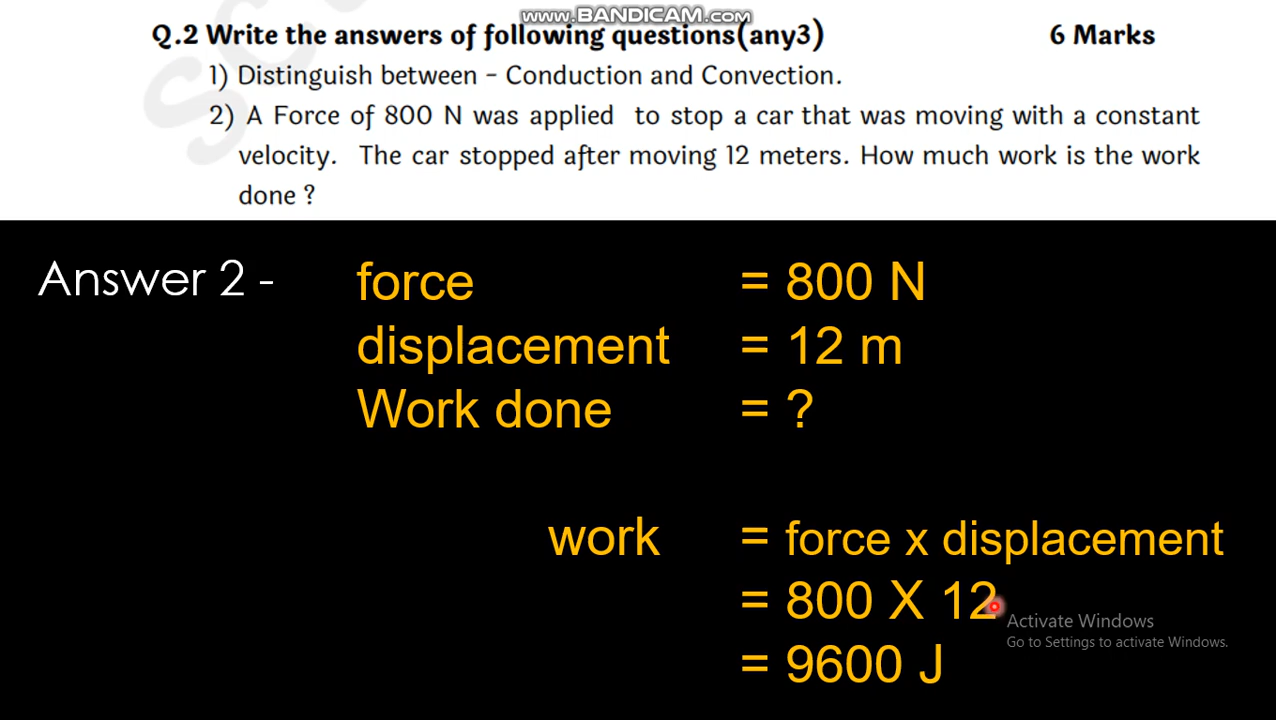 www.BANDICAM.com
Q.2 Write the answers of following questions(any3) 6 Marks
1) Distinguish between - Conduction and Convection.
2) A Force of 800 N was applied to stop a car that was moving with a constant
velocity. The car stopped after moving 12 meters. How much work is the work
done ?
Answer 2 - force = 800 N
displacement = 12 m
Work done = ?
work = force x displacement
= 800 X 12
= 9600 J
Activate Windows
Go to Settings to activate Windows.